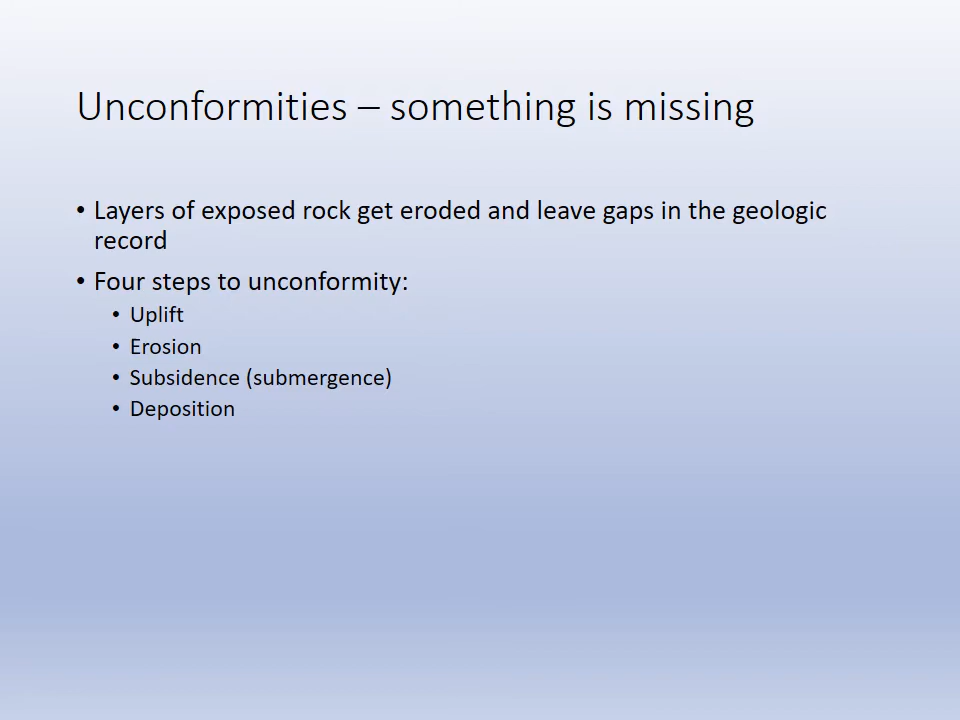 Unconformities – something is missing
• Layers of exposed rock get eroded and leave gaps in the geologic
record
• Four steps to unconformity:
• Uplift
• Erosion
• Subsidence (submergence)
• Deposition